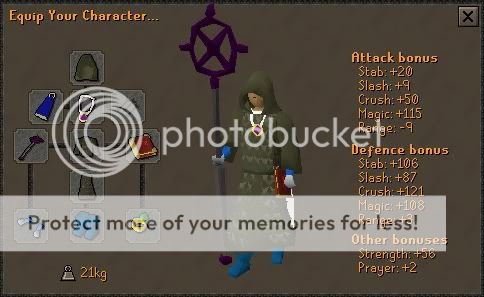 Equip Your Character...
Attack bonus
Stab: +20
Slash: +9
Crush: +50
Magic: +115
Range: -9
photobucket
Defence bonus
Stab: +106
Slash: +87
Crush: +121
Magic: +108
Protect more of your memories for less!
Other bonuses
Strength: +56
Prayer: +2
21kg